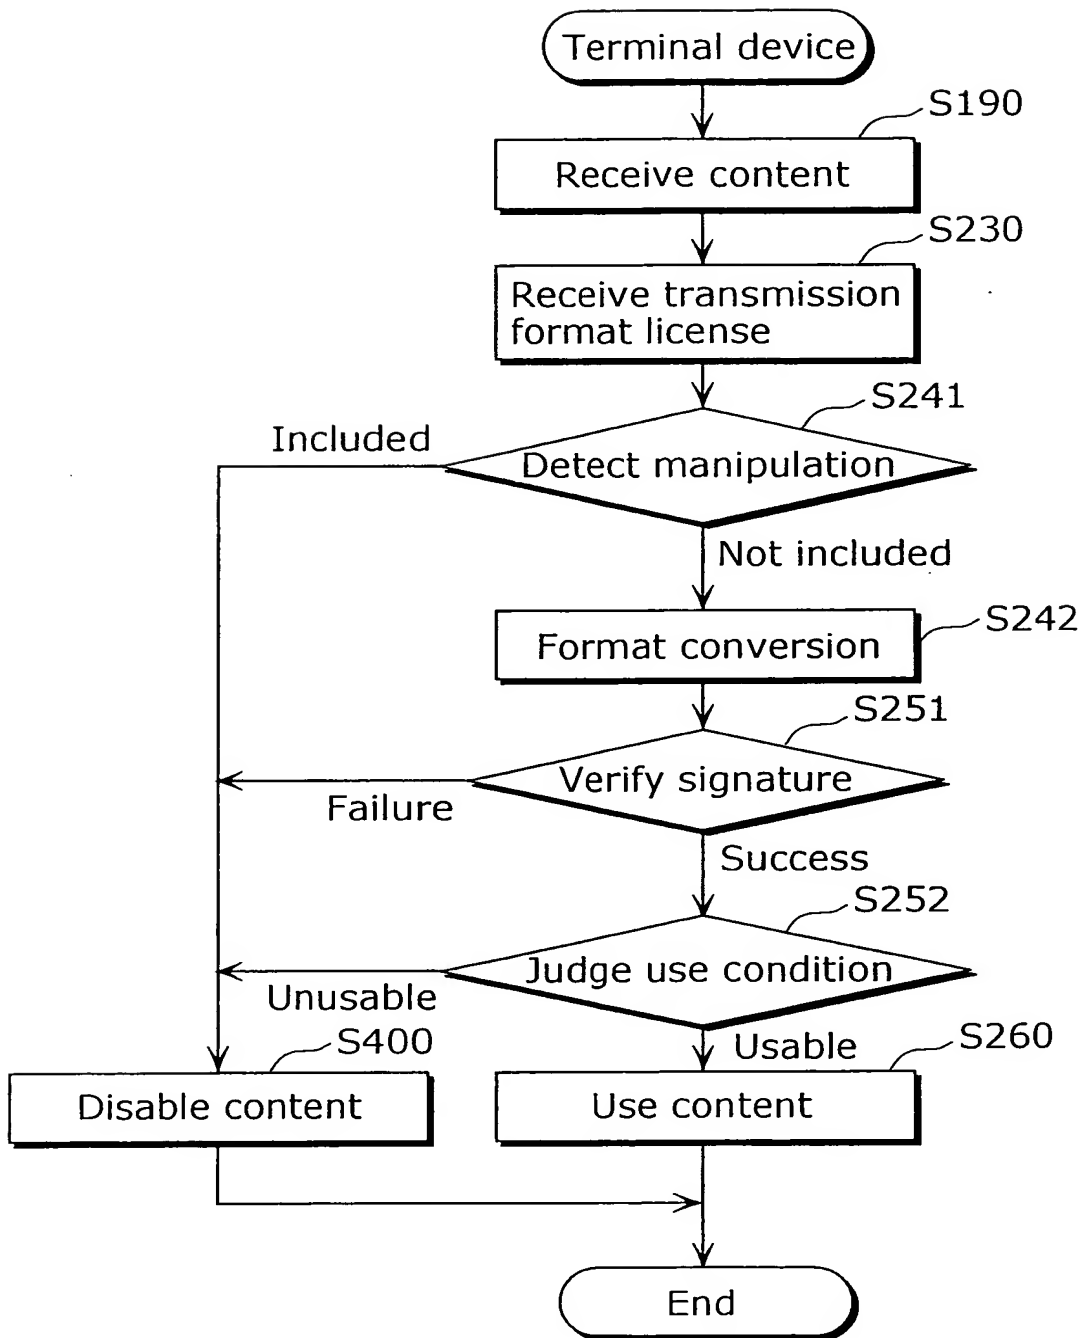 Terminal device
S190
Receive content
S230
Receive transmission
format license
S241
Included
Detect manipulation
Not included
S242
Format conversion
S251
Verify signature
Failure
Success
S252
Judge use condition
Unusable
Usable
S400
S260
Disable content
Use content
End